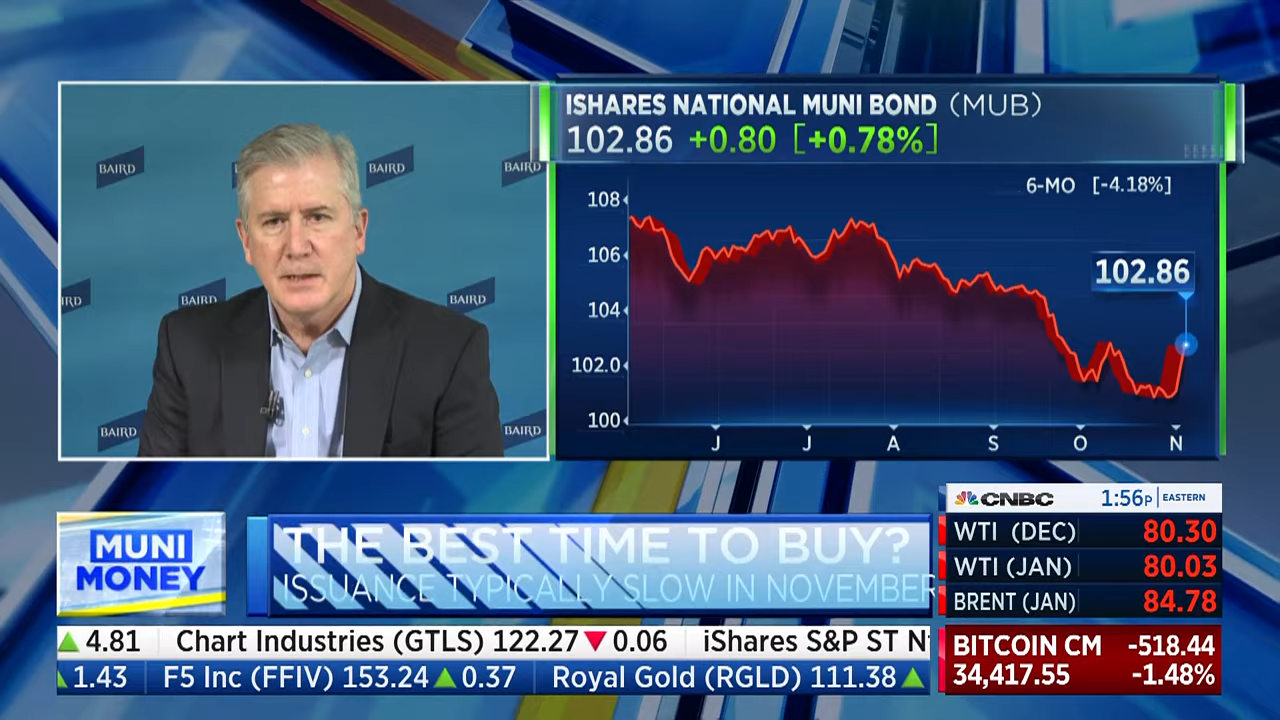 BAIRD
BAIRD
BAIRD
IRD
BAIRD
BAIRD
BAIRD
BAIRD
ISHARES NATIONAL MUNI BOND (MUB)
102.86 +0.80 [+0.78%]
6-MO [-4.18%]
108
106
104
102.0
100
102.86
J J A S O N
MUNI
MONEY
THE BEST TIME TO BUY?
ISSUANCE TYPICALLY SLOW IN NOVEMBER
CNBC 1:56P EASTERN
WTI (DEC) 80.30
WTI (JAN) 80.03
BRENT (JAN) 84.78
BITCOIN CM -518.44
34,417.55 -1.48%
▲ 4.81 Chart Industries (GTLS) 122.27 ▼ 0.06 iShares S&P ST N
1.43 F5 Inc (FFIV) 153.24 ▲ 0.37 Royal Gold (RGLD) 111.38 ▲